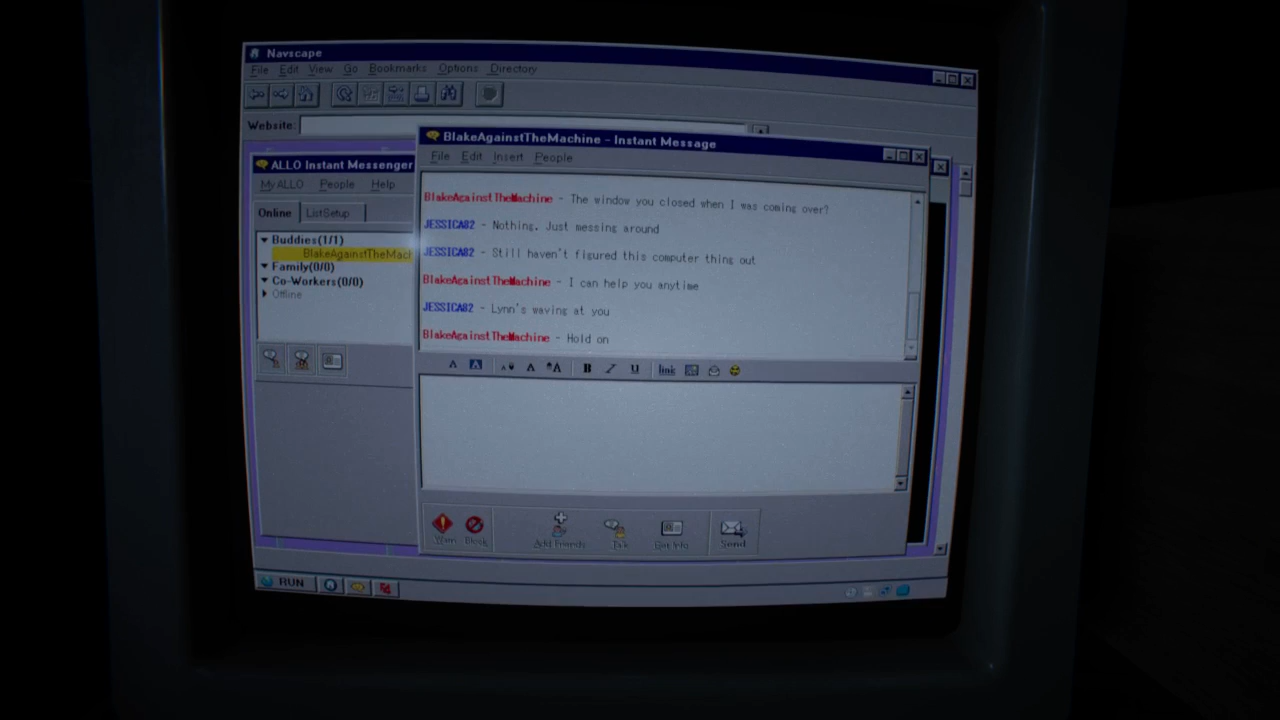 Navscape
File Edit View Go Bookmarks Options Directory
Website:
BlakeAgainstTheMachine - Instant Message
File Edit Insert People
ALLO Instant Messenger
My ALLO People Help
Online ListSetup
Buddies(1/1)
BlakeAgainstTheMac
Family(0/0)
Co-Workers(0/0)
Offline
BlakeAgainstTheMachine - The window you closed when I was coming over?
JESSICA82 - Nothing. Just messing around
JESSICA82 - Still haven't figured this computer thing out
BlakeAgainstTheMachine - I can help you anytime
JESSICA82 - Lynn's waving at you
BlakeAgainstTheMachine - Hold on
A A A A A B I U link
Warn Block Add Friends Talk Get Info Send
RUN